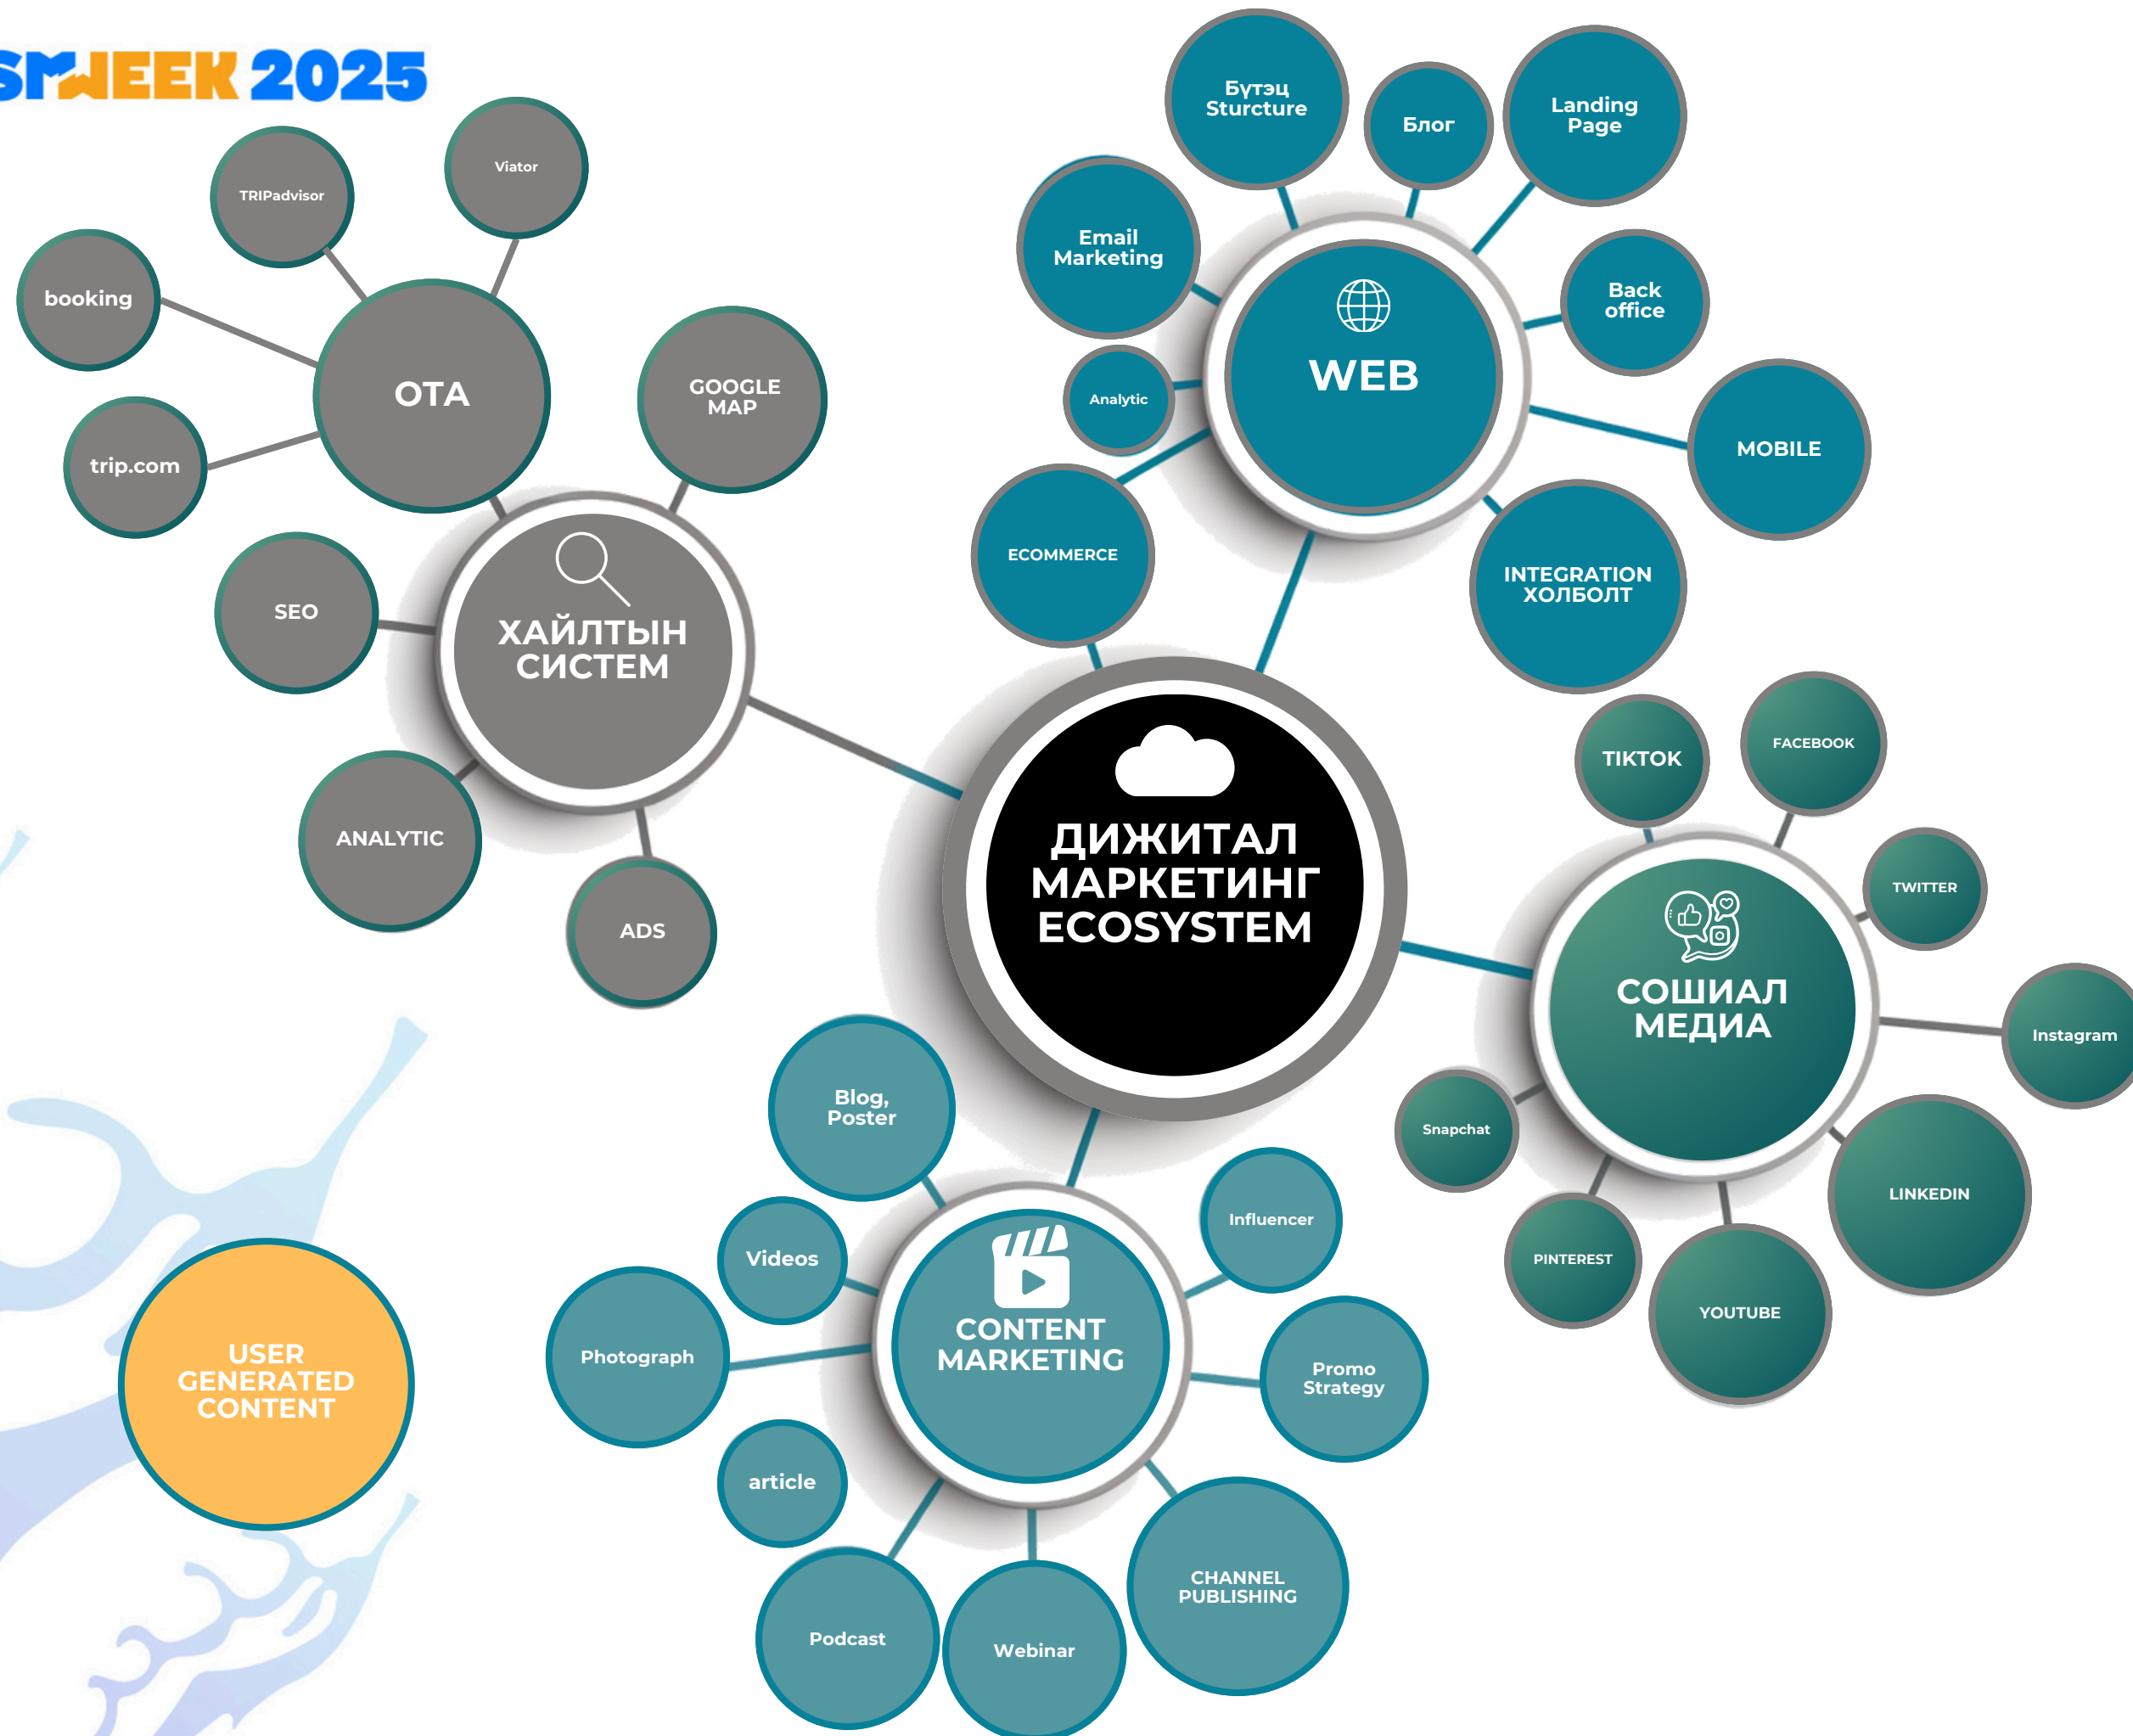 SMWEEK 2025
Viator
TRIPadvisor
booking
OTA
trip.com
GOOGLE
MAP
SEO
ХАЙЛТЫН
СИСТЕМ
ANALYTIC
ADS
Бүтэц
Sturcture
Блог
Landing
Page
Email
Marketing
Back
office
WEB
Analytic
MOBILE
ECOMMERCE
INTEGRATION
ХОЛБОЛТ
ДИЖИТАЛ
МАРКЕТИНГ
ECOSYSTEM
TIKTOK
FACEBOOK
TWITTER
СОШИАЛ
МЕДИА
Instagram
Snapchat
LINKEDIN
PINTEREST
YOUTUBE
Blog,
Poster
Influencer
Videos
CONTENT
MARKETING
Photograph
Promo
Strategy
article
CHANNEL
PUBLISHING
Podcast
Webinar
USER
GENERATED
CONTENT